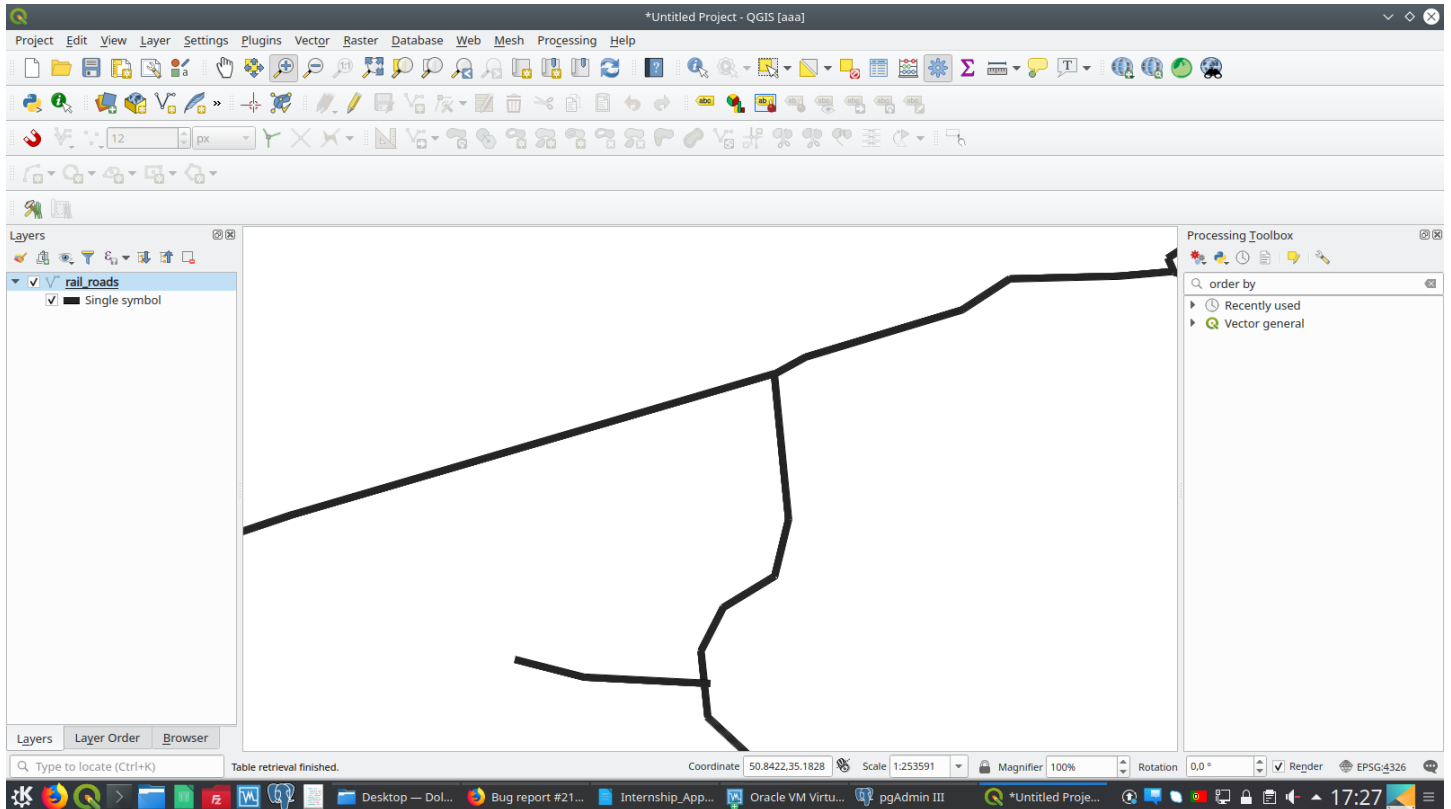 *Untitled Project - QGIS [aaa]
Project Edit View Layer Settings Plugins Vector Raster Database Web Mesh Processing Help
abc
12 px
Layers
rail_roads
Single symbol
Processing Toolbox
order by
Recently used
Vector general
Layers Layer Order Browser
Type to locate (Ctrl+K) Table retrieval finished. Coordinate 50.8422,35.1828 Scale 1:253591 Magnifier 100% Rotation 0,0 ° Render EPSG:4326
Desktop — Dol... Bug report #21... Internship_App... Oracle VM Virtu... pgAdmin III *Untitled Proje... 17:27